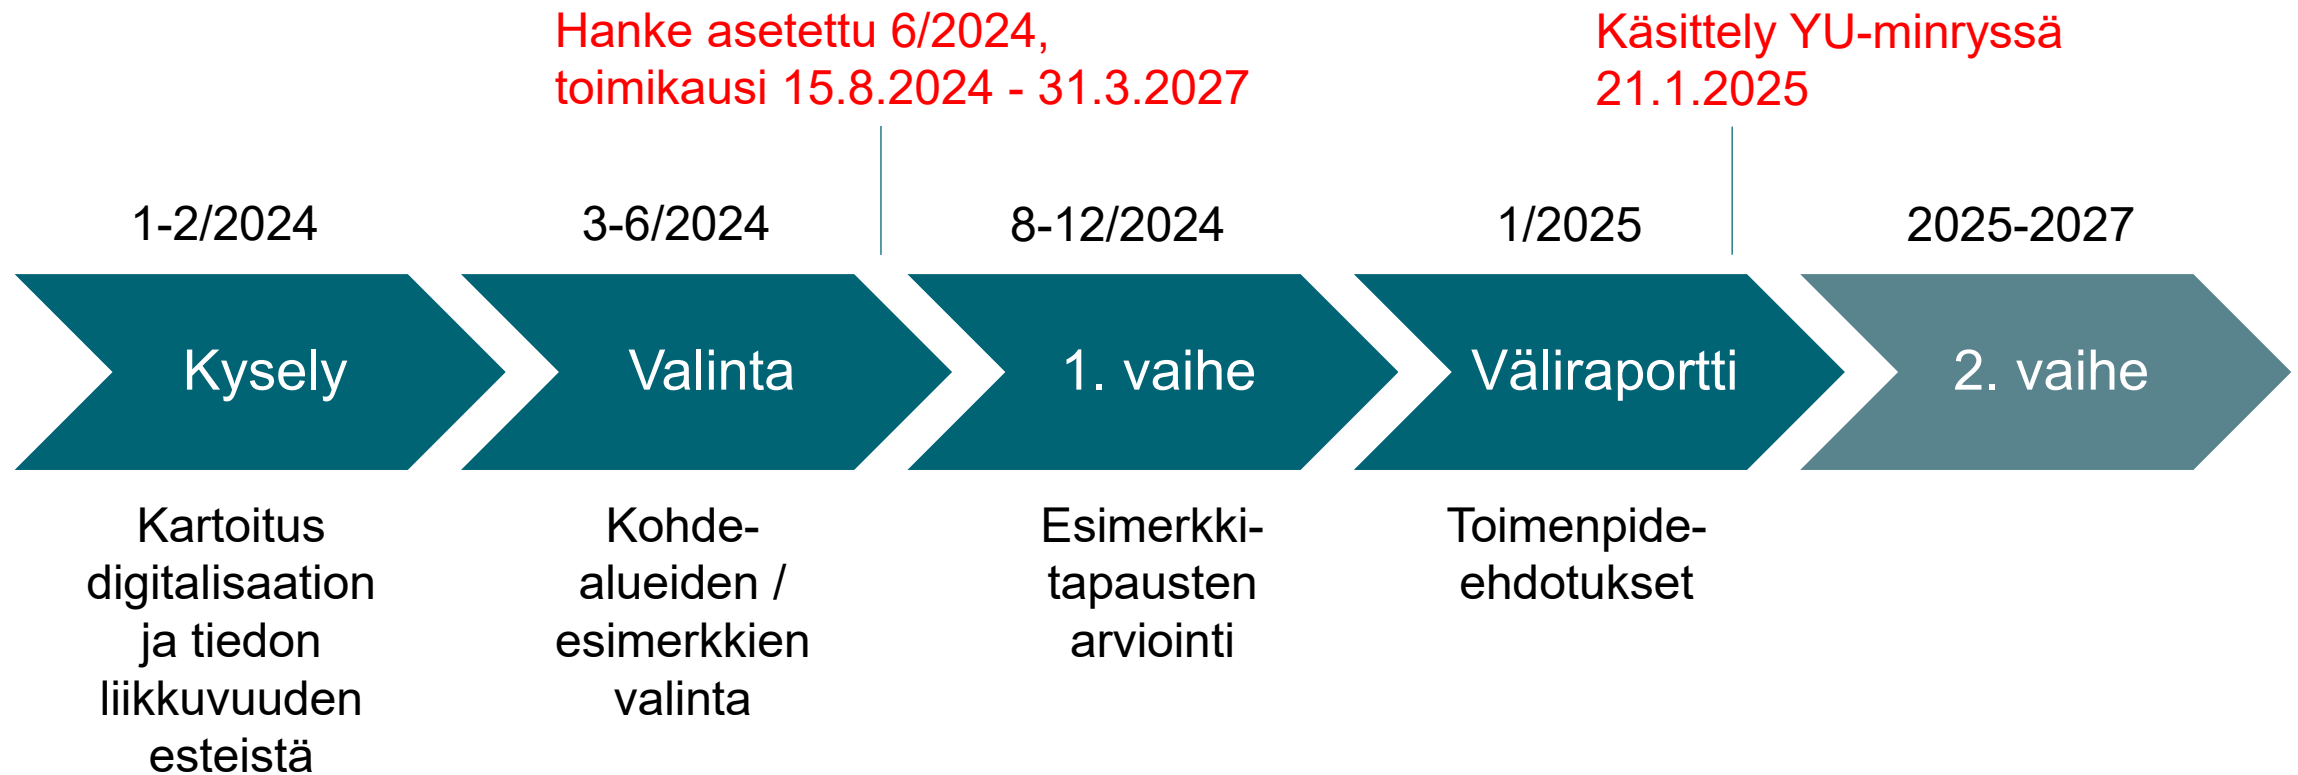 Hanke asetettu 6/2024,
toimikausi 15.8.2024 - 31.3.2027
Käsittely YU-minryssä
21.1.2025
1-2/2024
3-6/2024
8-12/2024
1/2025
2025-2027
Kysely
Valinta
1. vaihe
Väliraportti
2. vaihe
Kartoitus
digitalisaation
ja tiedon
liikkuvuuden
esteistä
Kohde-
alueiden /
esimerkkien
valinta
Esimerkki-
tapausten
arviointi
Toimenpide-
ehdotukset